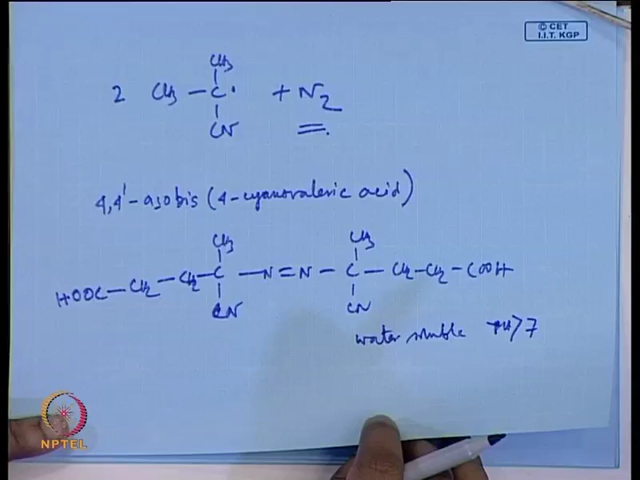 © CET
I.I.T. KGP
CH3
2 CH3 – C· + N2
CN
4,4'-azobis (4-cyanovaleric acid)
CH3 CH3
HOOC – CH2 – CH2 – C – N = N – C – CH2 – CH2 – COOH
CN CN
water soluble pH > 7
NPTEL